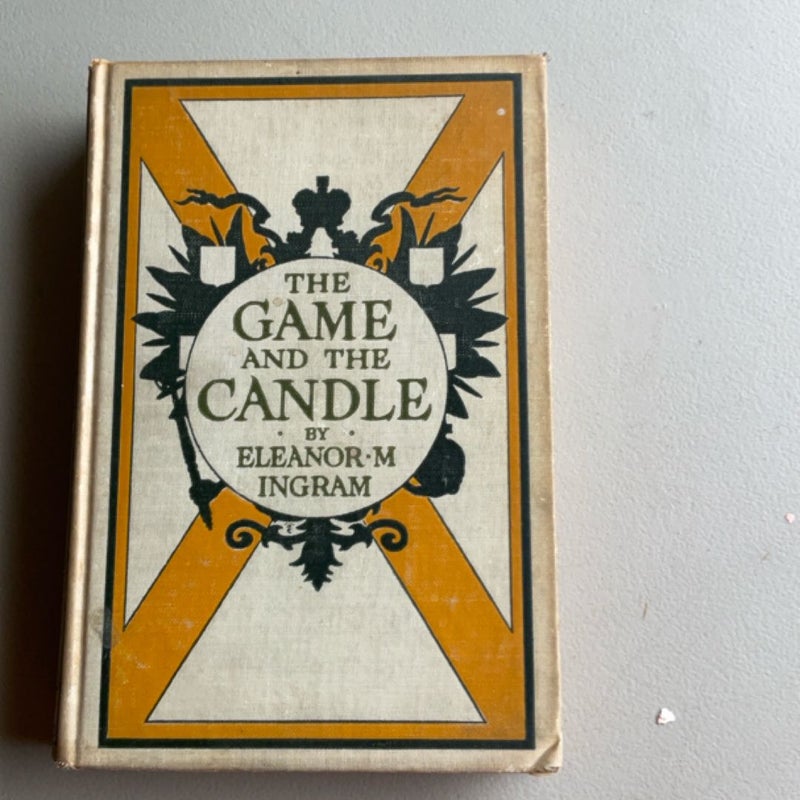 THE
GAME
AND THE
CANDLE
· BY ·
ELEANOR·M
INGRAM